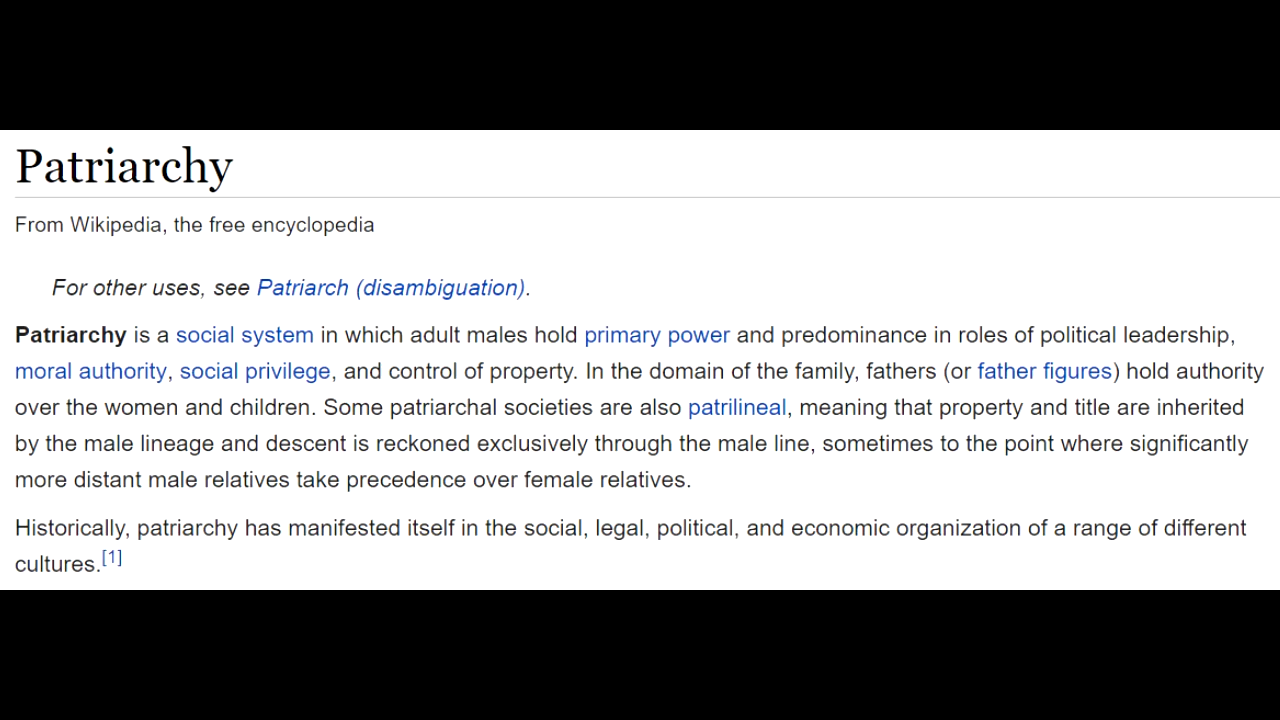 Patriarchy
From Wikipedia, the free encyclopedia
For other uses, see Patriarch (disambiguation).
Patriarchy is a social system in which adult males hold primary power and predominance in roles of political leadership,
moral authority, social privilege, and control of property. In the domain of the family, fathers (or father figures) hold authority
over the women and children. Some patriarchal societies are also patrilineal, meaning that property and title are inherited
by the male lineage and descent is reckoned exclusively through the male line, sometimes to the point where significantly
more distant male relatives take precedence over female relatives.
Historically, patriarchy has manifested itself in the social, legal, political, and economic organization of a range of different
cultures.[1]